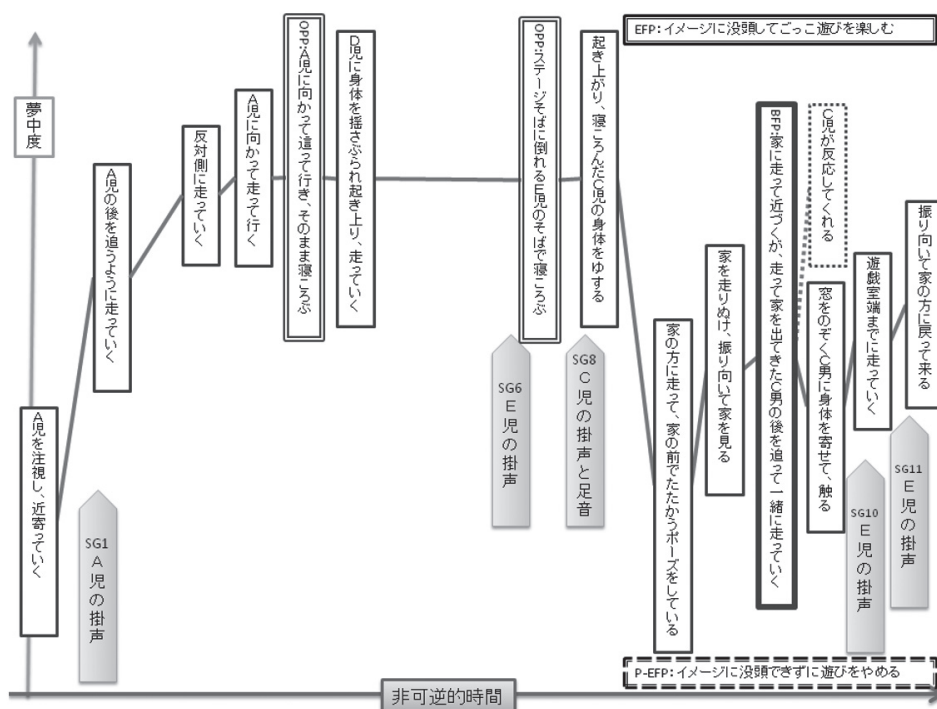 夢中度
A児を注視し、近寄っていく
SG1 A児の掛声
A児の後を追うように走っていく
反対側に走っていく
A児に向かって走って行く
OPP:A児に向かって這って行き、そのまま寝ころぶ
D児に身体を揺さぶられ起き上り、走っていく
SG6 E児の掛声
OPP:ステージそばに倒れるE児のそばで寝ころぶ
SG8 C児の掛声と足音
起き上がり、寝ころんだC児の身体をゆする
EFP:イメージに没頭してごっこ遊びを楽しむ
家の方に走って、家の前でたたかうポーズをしている
家を走りぬけ、振り向いて家を見る
BFP:家に走って近づくが、走って家を出てきたC男の後を追って一緒に走っていく
C児が反応してくれる
窓をのぞくC男に身体を寄せて、触る
遊戯室端までに走っていく
SG10 E児の掛声
振り向いて家の方に戻って来る
SG11 E児の掛声
P-EFP:イメージに没頭できずに遊びをやめる
非可逆的時間